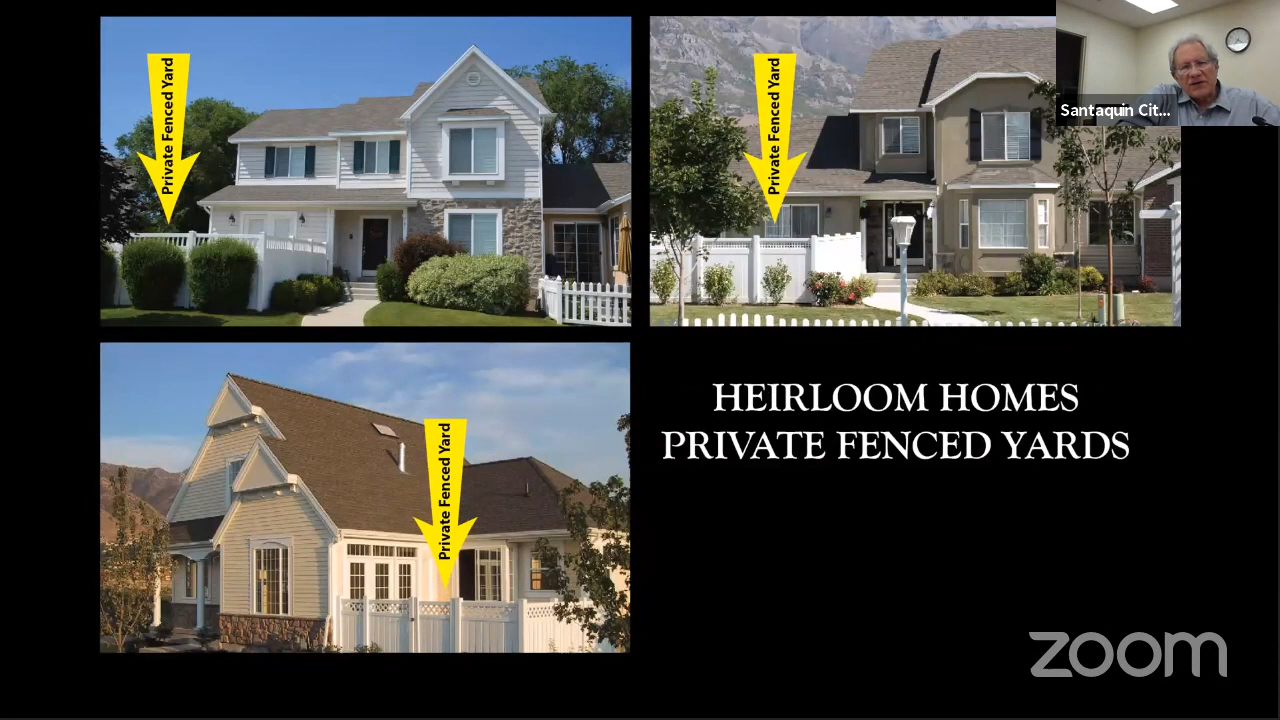 Private Fenced Yard
Private Fenced Yard
Santaquin Cit...
HEIRLOOM HOMES
PRIVATE FENCED YARDS
Private Fenced Yard
zoom